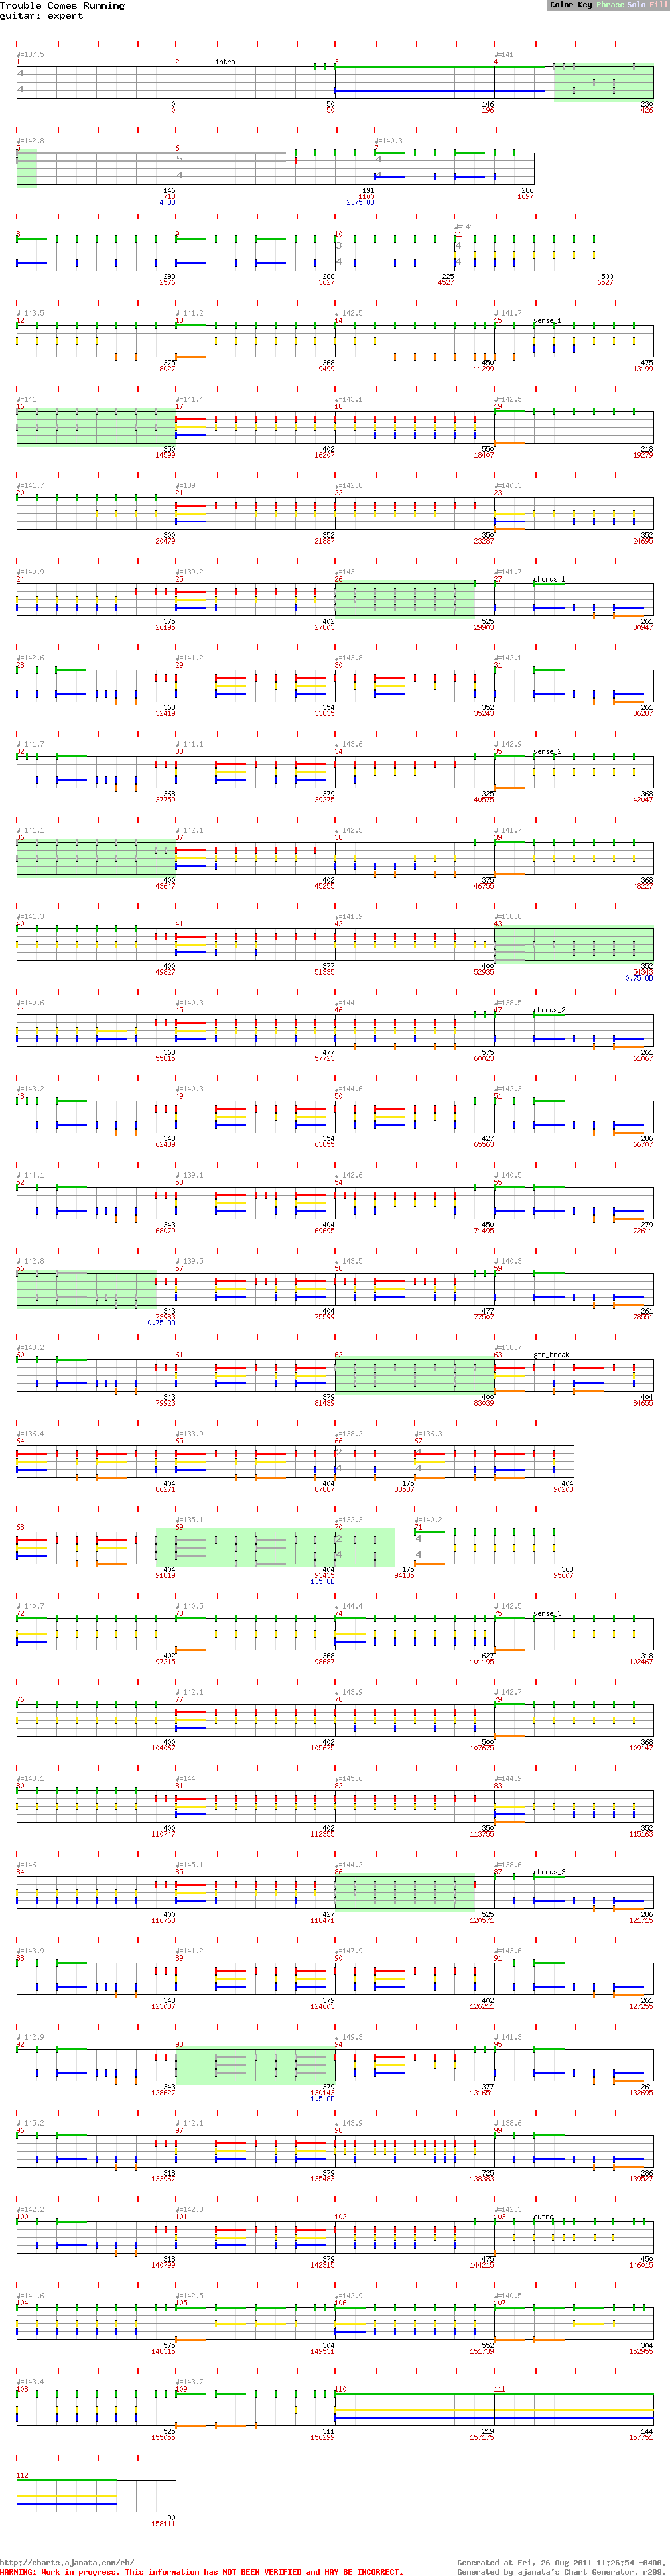 Trouble Comes Running
Color Key Phrase Solo Fill
guitar: expert
♩=137.5 ♩=141
1 2 intro 3 4
0 50 146 230
0 50 196 426
♩=142.8 ♩=140.3
5 6 7
146 191 286
718 1100 1697
4 OD 2.75 OD
♩=141
8 9 10 11
293 286 225 500
2576 3627 4527 6527
♩=143.5 ♩=141.2 ♩=142.5 ♩=141.7
12 13 14 15 verse_1
375 368 450 475
8027 9499 11299 13199
♩=141 ♩=141.4 ♩=143.1 ♩=142.5
16 17 18 19
350 402 550 218
14599 16207 18407 19279
♩=141.7 ♩=139 ♩=142.8 ♩=140.3
20 21 22 23
300 352 350 352
20479 21887 23287 24695
♩=140.9 ♩=139.2 ♩=143 ♩=141.7
24 25 26 27 chorus_1
375 402 525 261
26195 27803 29903 30947
♩=142.6 ♩=141.2 ♩=143.8 ♩=142.1
28 29 30 31
368 354 352 261
32419 33835 35243 36287
♩=141.7 ♩=141.1 ♩=143.6 ♩=142.9
32 33 34 35 verse_2
368 379 325 368
37759 39275 40575 42047
♩=141.1 ♩=142.1 ♩=142.5 ♩=141.7
36 37 38 39
400 402 375 368
43647 45255 46755 48227
♩=141.3 ♩=141.9 ♩=138.8
40 41 42 43
400 377 400 352
49827 51335 52935 54343
0.75 OD
♩=140.6 ♩=140.3 ♩=144 ♩=138.5
44 45 46 47 chorus_2
368 477 575 261
55815 57723 60023 61067
♩=143.2 ♩=140.3 ♩=144.6 ♩=142.3
48 49 50 51
343 354 427 286
62439 63855 65563 66707
♩=144.1 ♩=139.1 ♩=142.6 ♩=140.5
52 53 54 55
343 404 450 279
68079 69695 71495 72611
♩=142.8 ♩=139.5 ♩=143.5 ♩=140.3
56 57 58 59
343 404 477 261
73983 75599 77507 78551
0.75 OD
♩=143.2 ♩=138.7
60 61 62 63 gtr_break
343 379 400 404
79923 81439 83039 84655
♩=136.4 ♩=133.9 ♩=138.2 ♩=136.3
64 65 66 67
404 404 175 404
86271 87887 88587 90203
♩=135.1 ♩=132.3 ♩=140.2
68 69 70 71
404 404 175 368
91819 93435 94135 95607
1.5 OD
♩=140.7 ♩=140.5 ♩=144.4 ♩=142.5
72 73 74 75 verse_3
402 368 627 318
97215 98687 101195 102467
♩=142.1 ♩=143.9 ♩=142.7
76 77 78 79
400 402 500 368
104067 105675 107675 109147
♩=143.1 ♩=144 ♩=145.6 ♩=144.9
80 81 82 83
400 402 350 352
110747 112355 113755 115163
♩=146 ♩=145.1 ♩=144.2 ♩=138.6
84 85 86 87 chorus_3
400 427 525 286
116763 118471 120571 121715
♩=143.9 ♩=141.2 ♩=147.9 ♩=143.6
88 89 90 91
343 379 402 261
123087 124603 126211 127255
♩=142.9 ♩=149.3 ♩=141.3
92 93 94 95
343 379 377 261
128627 130143 131651 132695
1.5 OD
♩=145.2 ♩=142.1 ♩=143.9 ♩=138.6
96 97 98 99
318 379 725 286
133967 135483 138383 139527
♩=142.2 ♩=142.8 ♩=142.3
100 101 102 103 outro
318 379 475 450
140799 142315 144215 146015
♩=141.6 ♩=142.5 ♩=142.9 ♩=140.5
104 105 106 107
575 304 552 304
148315 149531 151739 152955
♩=143.4 ♩=143.7
108 109 110 111
525 311 219 144
155055 156299 157175 157751
112
90
158111
http://charts.ajanata.com/rb/
Generated at Fri, 26 Aug 2011 11:26:54 -0400.
WARNING: Work in progress. This information has NOT BEEN VERIFIED and MAY BE INCORRECT.
Generated by ajanata's Chart Generator, r299.